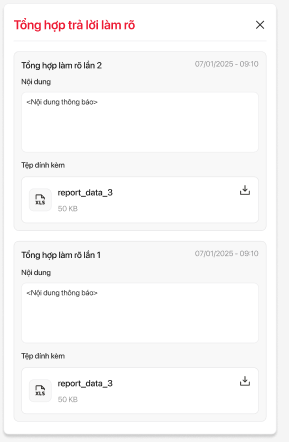 Tổng hợp trả lời làm rõ
Tổng hợp làm rõ lần 2 07/01/2025 - 09:10
Nội dung
<Nội dung thông báo>
Tệp đính kèm
XLS report_data_3
50 KB
Tổng hợp làm rõ lần 1 07/01/2025 - 09:10
Nội dung
<Nội dung thông báo>
Tệp đính kèm
XLS report_data_3
50 KB